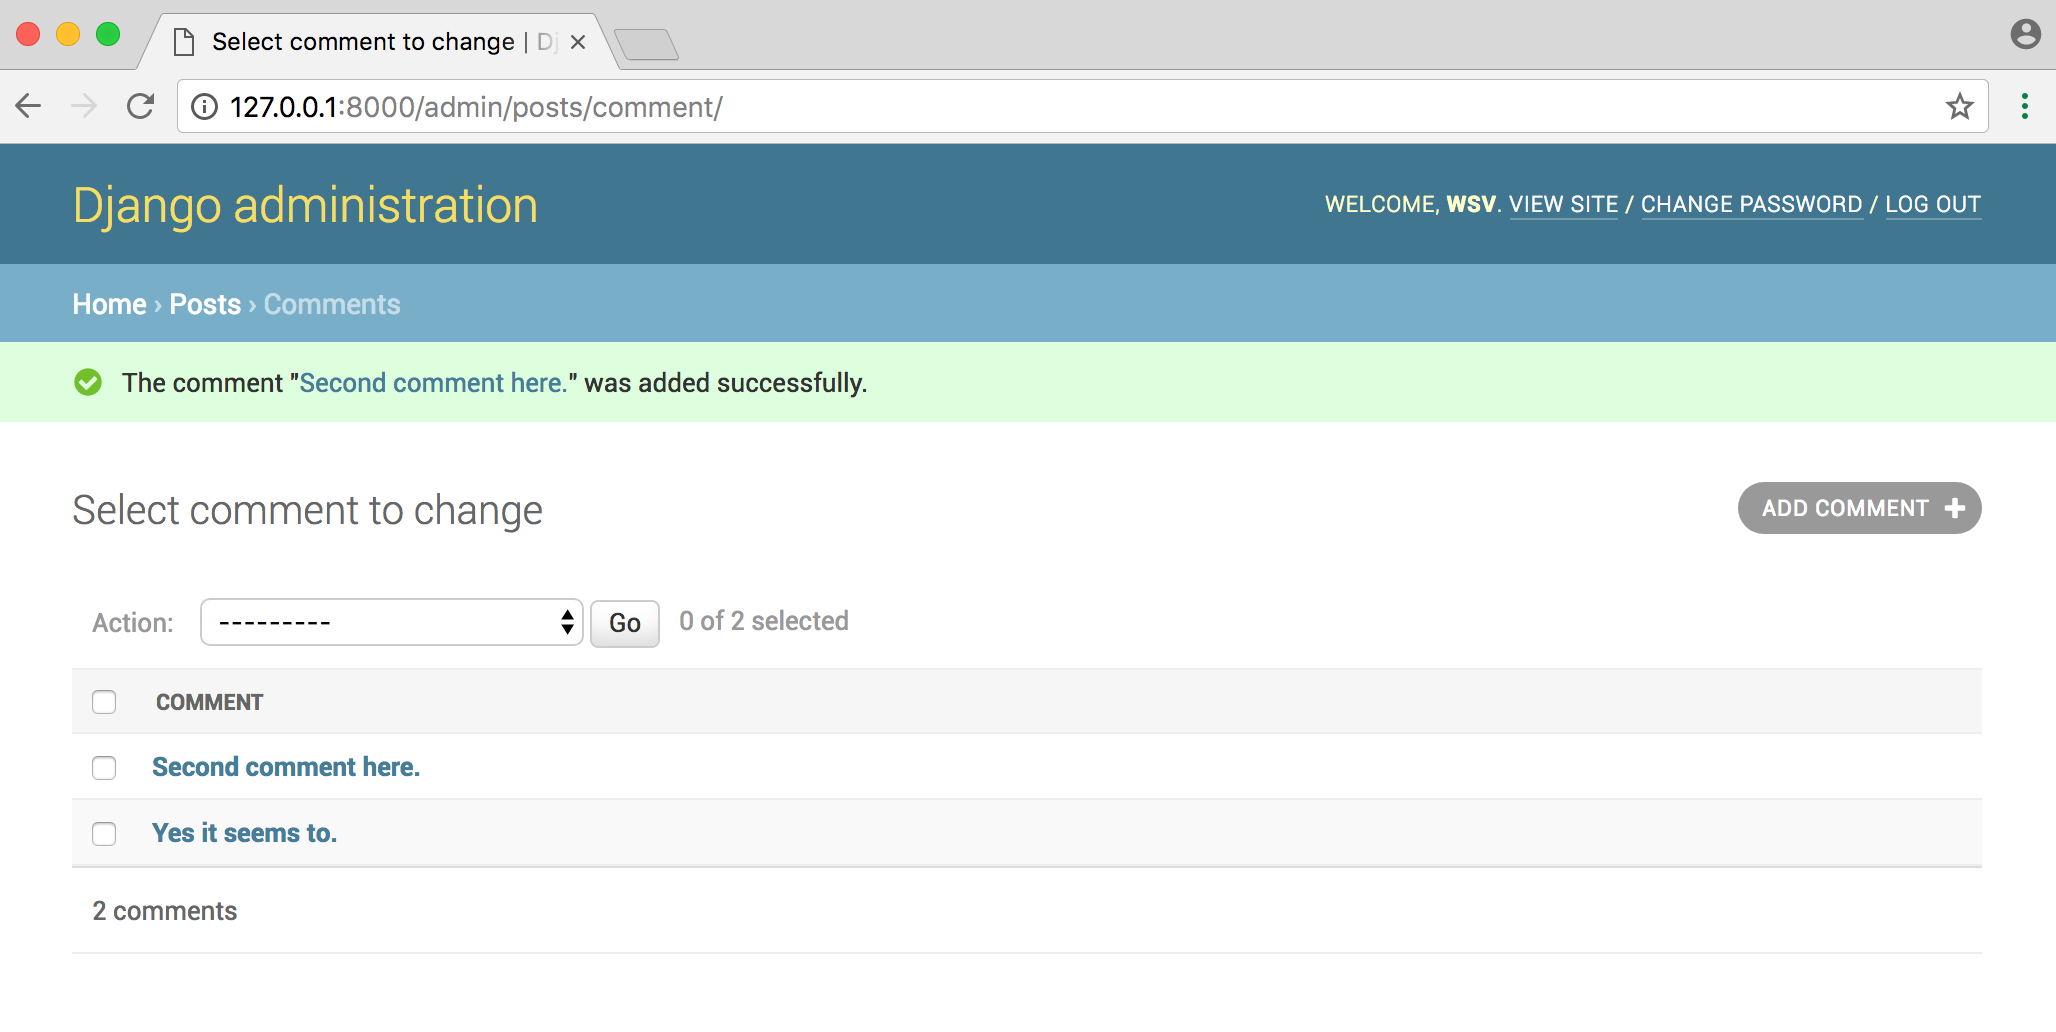 Select comment to change | Dj
127.0.0.1:8000/admin/posts/comment/
Django administration
WELCOME, WSV. VIEW SITE / CHANGE PASSWORD / LOG OUT
Home › Posts › Comments
The comment "Second comment here." was added successfully.
Select comment to change
ADD COMMENT +
Action: --------- Go 0 of 2 selected
COMMENT
Second comment here.
Yes it seems to.
2 comments